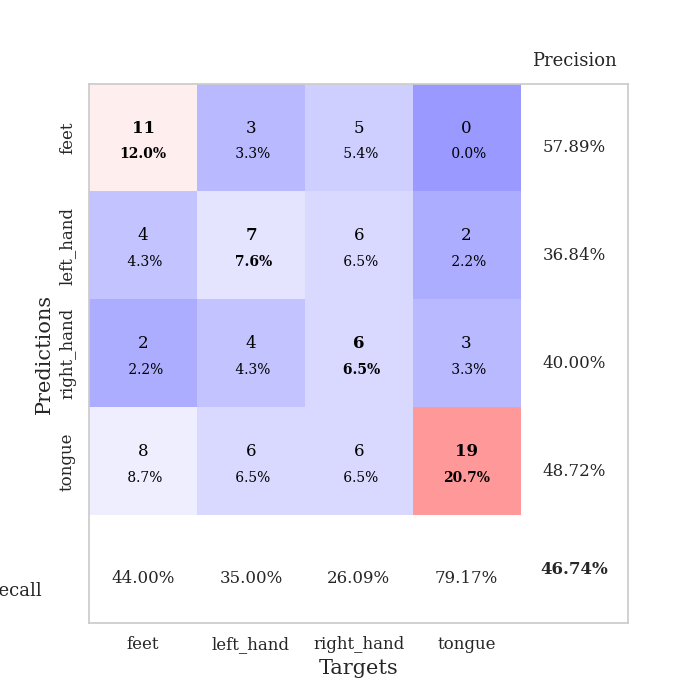 Precision
feet 11 3 5 0 57.89%
12.0% 3.3% 5.4% 0.0%
left_hand 4 7 6 2 36.84%
4.3% 7.6% 6.5% 2.2%
Predictions
right_hand 2 4 6 3 40.00%
2.2% 4.3% 6.5% 3.3%
tongue 8 6 6 19 48.72%
8.7% 6.5% 6.5% 20.7%
ecall 44.00% 35.00% 26.09% 79.17% 46.74%
feet left_hand right_hand tongue
Targets